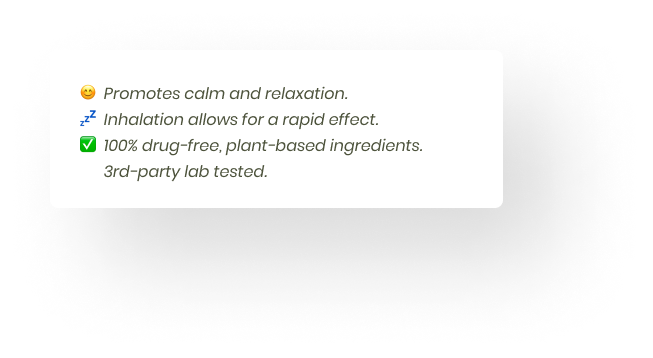 😊 Promotes calm and relaxation.
💤 Inhalation allows for a rapid effect.
✅ 100% drug-free, plant-based ingredients.
3rd-party lab tested.